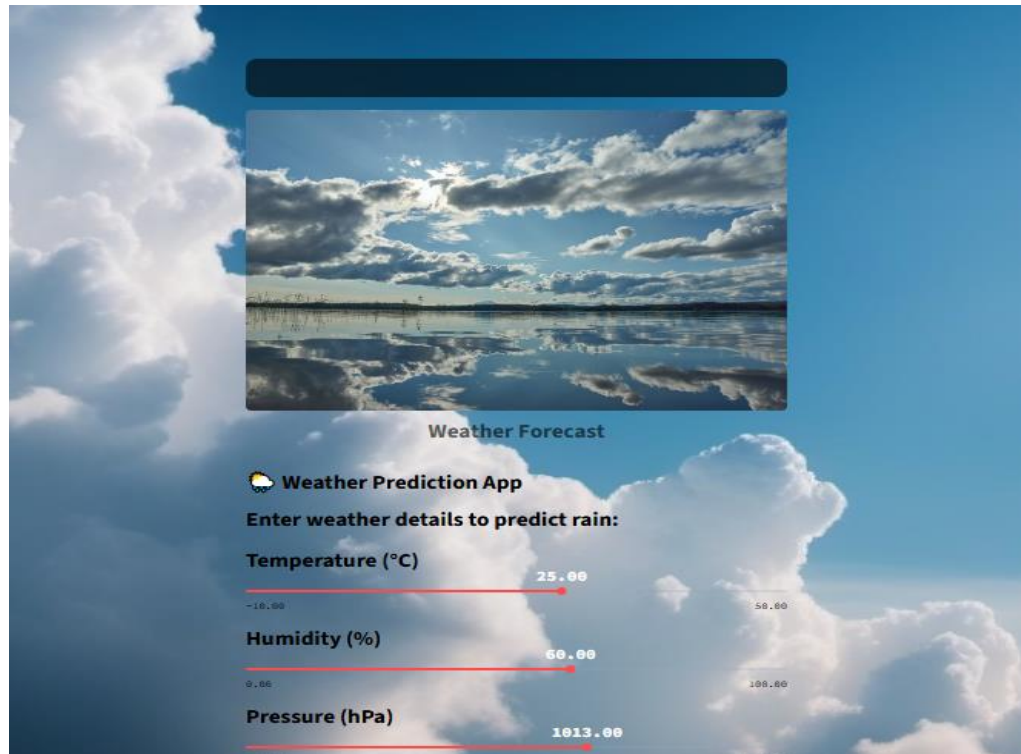 Weather Forecast
Weather Prediction App
Enter weather details to predict rain:
Temperature (°C)
25.00
-10.00 50.00
Humidity (%)
60.00
0.00 100.00
Pressure (hPa)
1013.00